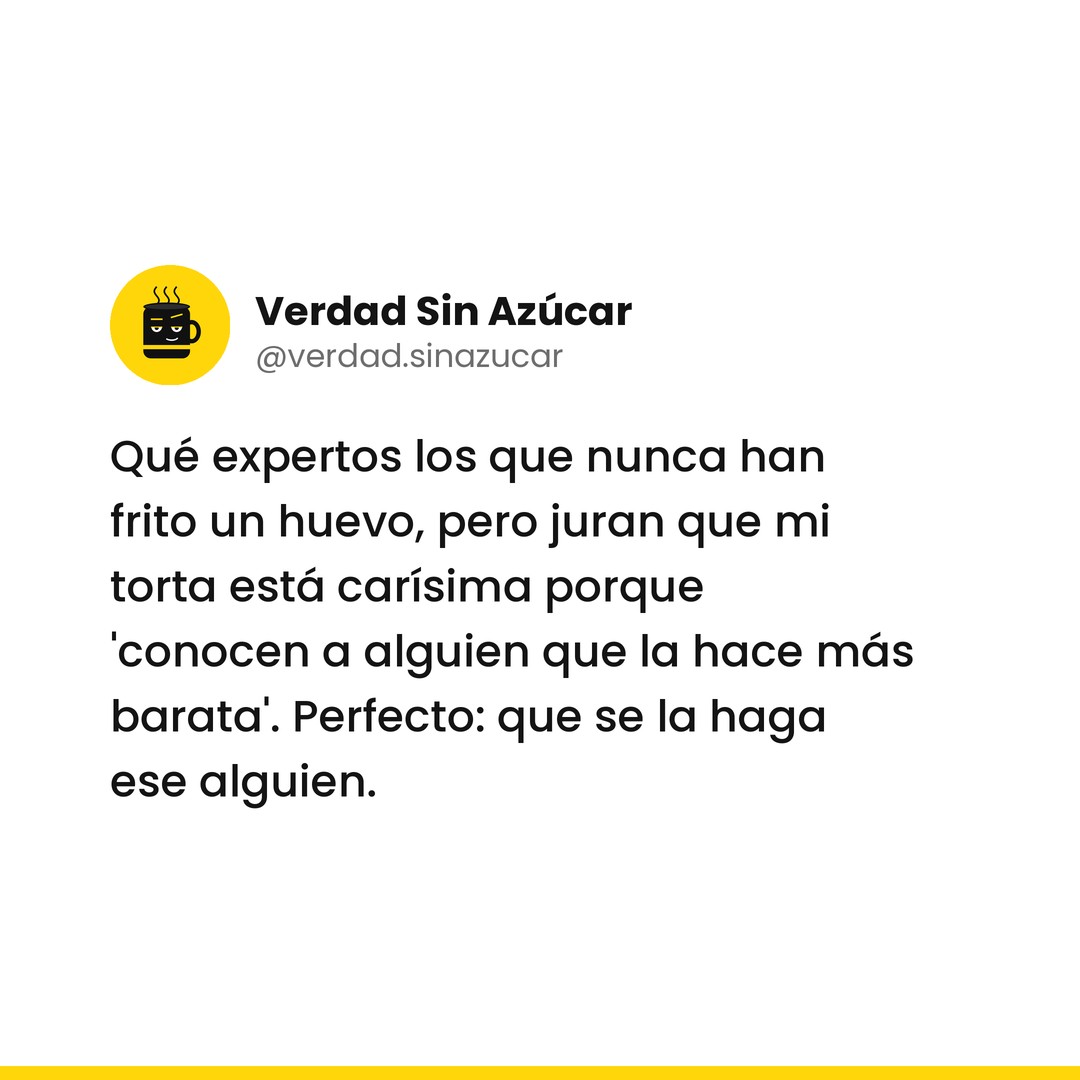 Verdad Sin Azúcar
@verdad.sinazucar
Qué expertos los que nunca han
frito un huevo, pero juran que mi
torta está carísima porque
'conocen a alguien que la hace más
barata'. Perfecto: que se la haga
ese alguien.